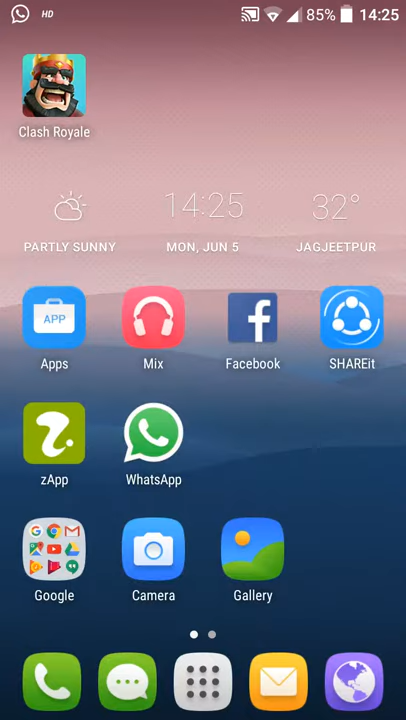 HD 85% 14:25
Clash Royale
14:25 32°
PARTLY SUNNY MON, JUN 5 JAGJEETPUR
APP
Apps Mix Facebook SHAREit
zApp WhatsApp
Google Camera Gallery